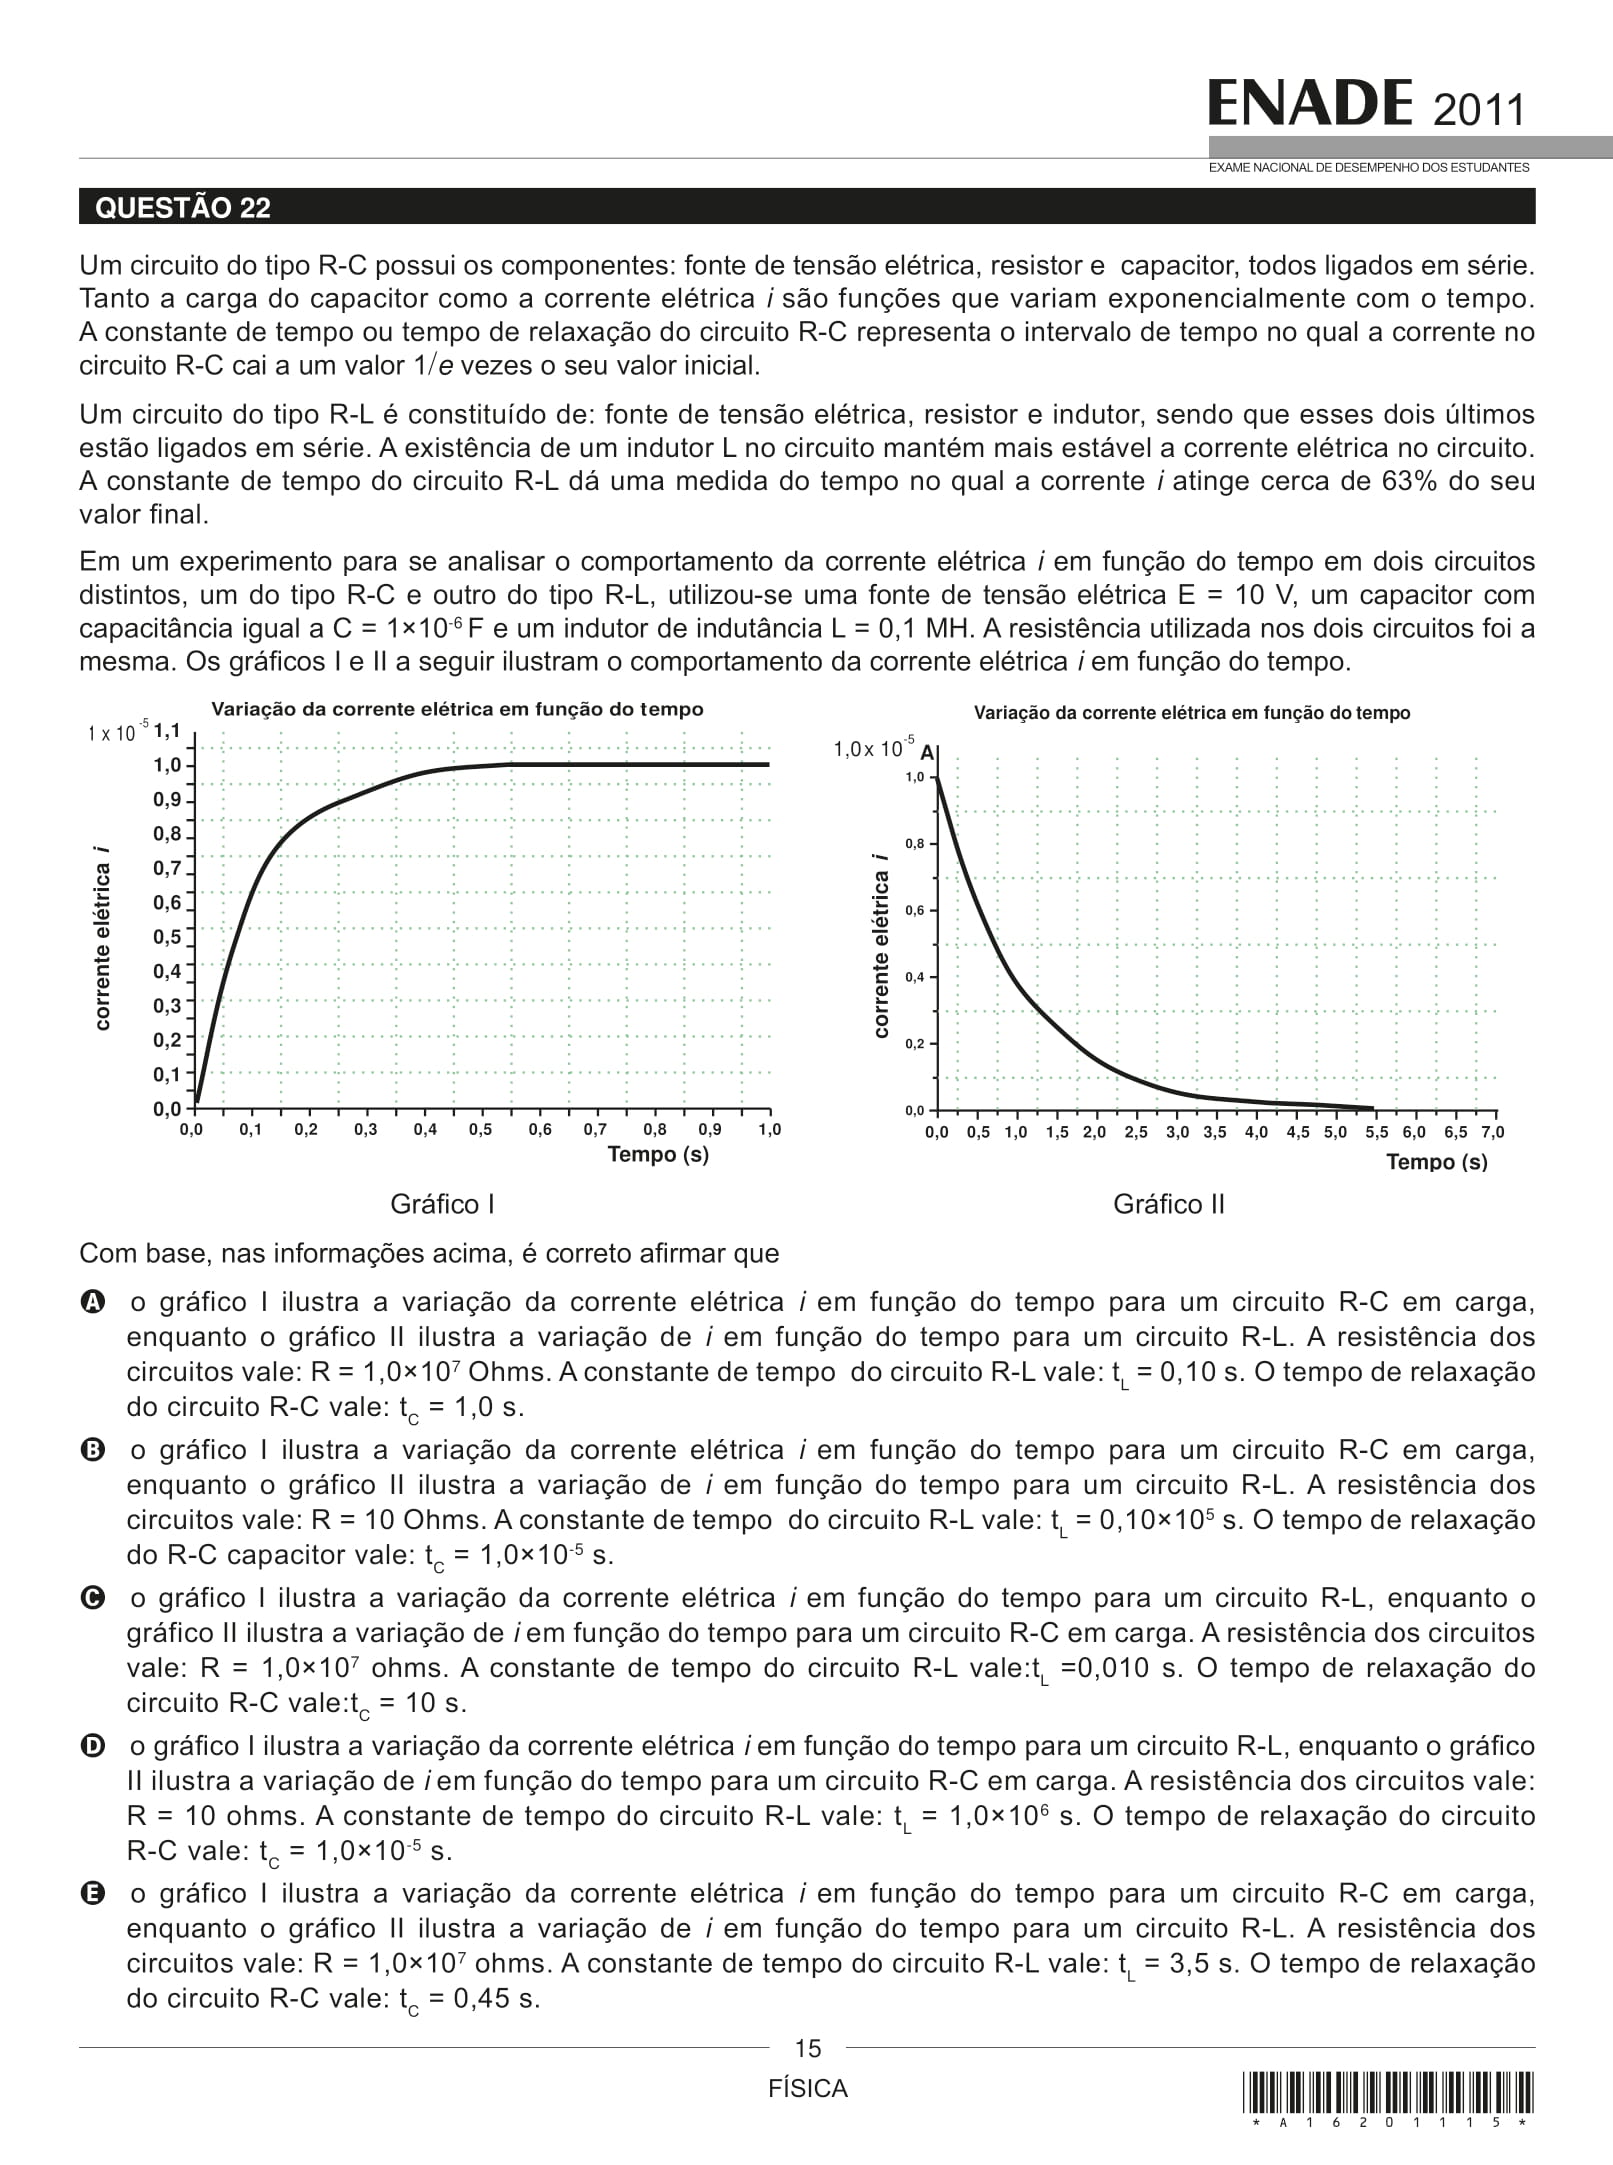 ENADE 2011
EXAME NACIONAL DE DESEMPENHO DOS ESTUDANTES
QUESTÃO 22
Um circuito do tipo R-C possui os componentes: fonte de tensão elétrica, resistor e capacitor, todos ligados em série.
Tanto a carga do capacitor como a corrente elétrica i são funções que variam exponencialmente com o tempo.
A constante de tempo ou tempo de relaxação do circuito R-C representa o intervalo de tempo no qual a corrente no
circuito R-C cai a um valor 1/e vezes o seu valor inicial.
Um circuito do tipo R-L é constituído de: fonte de tensão elétrica, resistor e indutor, sendo que esses dois últimos
estão ligados em série. A existência de um indutor L no circuito mantém mais estável a corrente elétrica no circuito.
A constante de tempo do circuito R-L dá uma medida do tempo no qual a corrente i atinge cerca de 63% do seu
valor final.
Em um experimento para se analisar o comportamento da corrente elétrica i em função do tempo em dois circuitos
distintos, um do tipo R-C e outro do tipo R-L, utilizou-se uma fonte de tensão elétrica E = 10 V, um capacitor com
capacitância igual a C = 1×10⁻⁶ F e um indutor de indutância L = 0,1 MH. A resistência utilizada nos dois circuitos foi a
mesma. Os gráficos I e II a seguir ilustram o comportamento da corrente elétrica i em função do tempo.
Variação da corrente elétrica em função do tempo
1 x 10⁻⁵ 1,1
1,0
0,9
0,8
0,7
0,6
0,5
0,4
0,3
0,2
0,1
0,0
corrente elétrica i
0,0 0,1 0,2 0,3 0,4 0,5 0,6 0,7 0,8 0,9 1,0
Tempo (s)
Gráfico I
Variação da corrente elétrica em função do tempo
1,0x 10⁻⁵ A
1,0
0,8
0,6
0,4
0,2
0,0
corrente elétrica i
0,0 0,5 1,0 1,5 2,0 2,5 3,0 3,5 4,0 4,5 5,0 5,5 6,0 6,5 7,0
Tempo (s)
Gráfico II
Com base, nas informações acima, é correto afirmar que
A o gráfico I ilustra a variação da corrente elétrica i em função do tempo para um circuito R-C em carga,
enquanto o gráfico II ilustra a variação de i em função do tempo para um circuito R-L. A resistência dos
circuitos vale: R = 1,0×10⁷ Ohms. A constante de tempo do circuito R-L vale: t_L = 0,10 s. O tempo de relaxação
do circuito R-C vale: t_C = 1,0 s.
B o gráfico I ilustra a variação da corrente elétrica i em função do tempo para um circuito R-C em carga,
enquanto o gráfico II ilustra a variação de i em função do tempo para um circuito R-L. A resistência dos
circuitos vale: R = 10 Ohms. A constante de tempo do circuito R-L vale: t_L = 0,10×10⁵ s. O tempo de relaxação
do R-C capacitor vale: t_C = 1,0×10⁻⁵ s.
C o gráfico I ilustra a variação da corrente elétrica i em função do tempo para um circuito R-L, enquanto o
gráfico II ilustra a variação de i em função do tempo para um circuito R-C em carga. A resistência dos circuitos
vale: R = 1,0×10⁷ ohms. A constante de tempo do circuito R-L vale:t_L =0,010 s. O tempo de relaxação do
circuito R-C vale:t_C = 10 s.
D o gráfico I ilustra a variação da corrente elétrica i em função do tempo para um circuito R-L, enquanto o gráfico
II ilustra a variação de i em função do tempo para um circuito R-C em carga. A resistência dos circuitos vale:
R = 10 ohms. A constante de tempo do circuito R-L vale: t_L = 1,0×10⁶ s. O tempo de relaxação do circuito
R-C vale: t_C = 1,0×10⁻⁵ s.
E o gráfico I ilustra a variação da corrente elétrica i em função do tempo para um circuito R-C em carga,
enquanto o gráfico II ilustra a variação de i em função do tempo para um circuito R-L. A resistência dos
circuitos vale: R = 1,0×10⁷ ohms. A constante de tempo do circuito R-L vale: t_L = 3,5 s. O tempo de relaxação
do circuito R-C vale: t_C = 0,45 s.
15
FÍSICA
* A 1 6 2 0 1 1 1 5 *